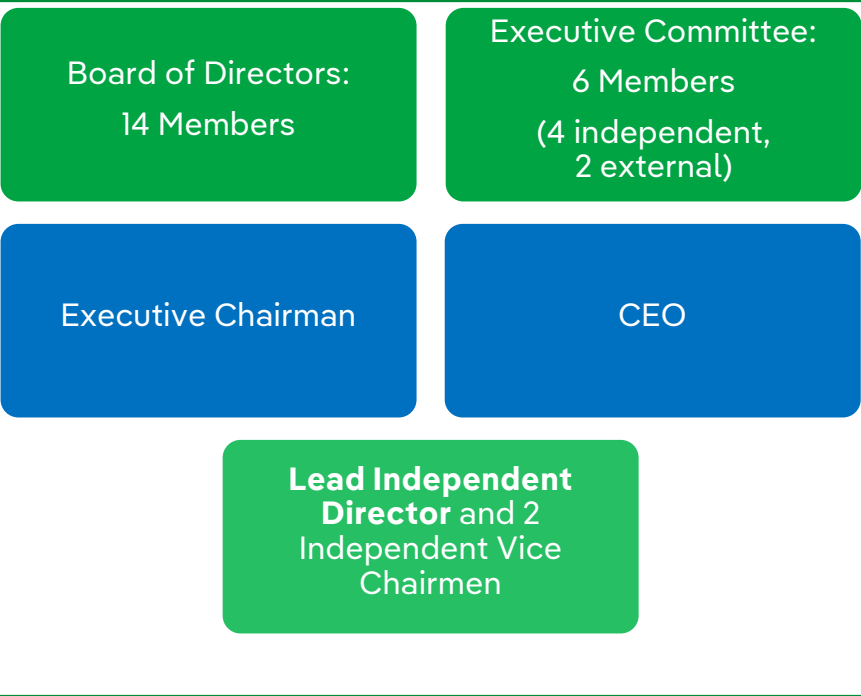 Board of Directors:
14 Members
Executive Committee:
6 Members
(4 independent,
2 external)
Executive Chairman
CEO
Lead Independent
Director and 2
Independent Vice
Chairmen